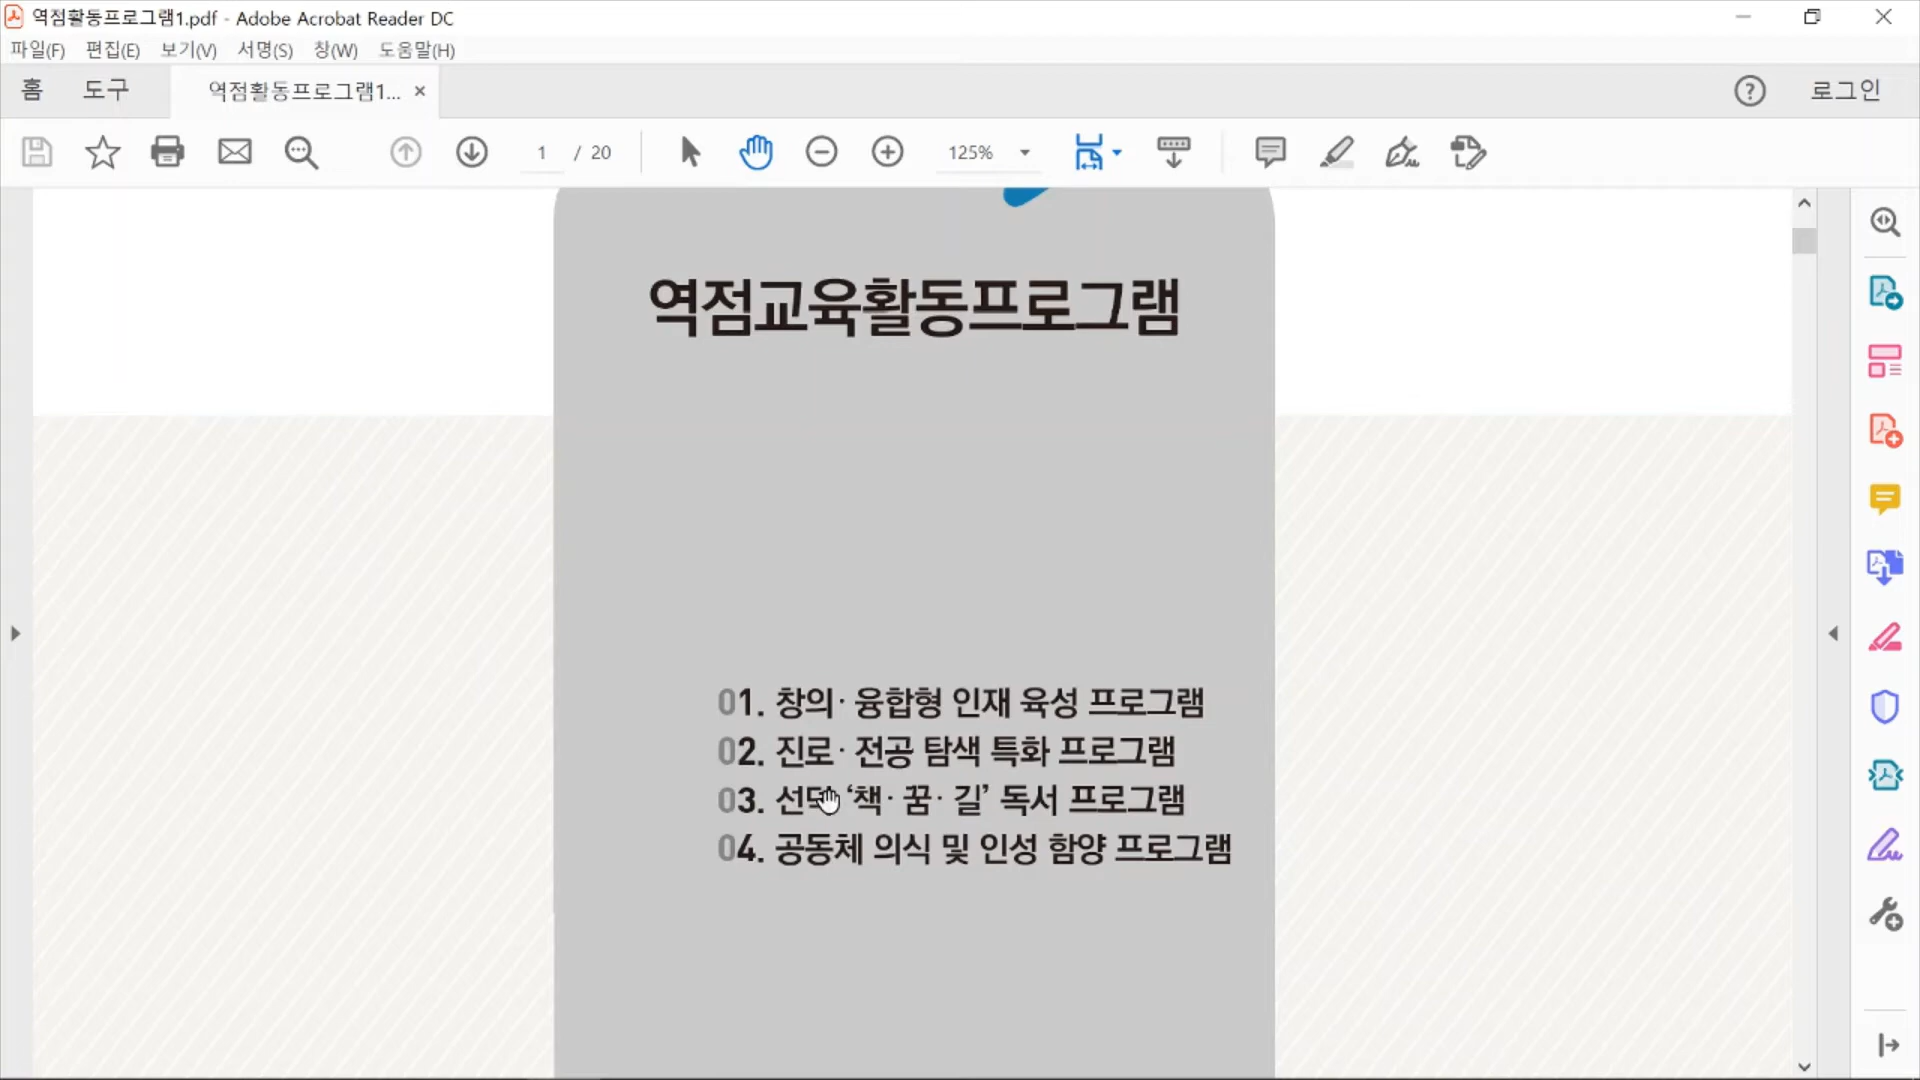 역점활동프로그램1.pdf - Adobe Acrobat Reader DC
파일(F) 편집(E) 보기(V) 서명(S) 창(W) 도움말(H)
홈 도구 역점활동프로그램1... × ? 로그인
1 / 20 125%
역점교육활동프로그램
01. 창의· 융합형 인재 육성 프로그램
02. 진로· 전공 탐색 특화 프로그램
03. ‘책· 꿈· 길’ 독서 프로그램
04. 공동체 의식 및 인성 함양 프로그램